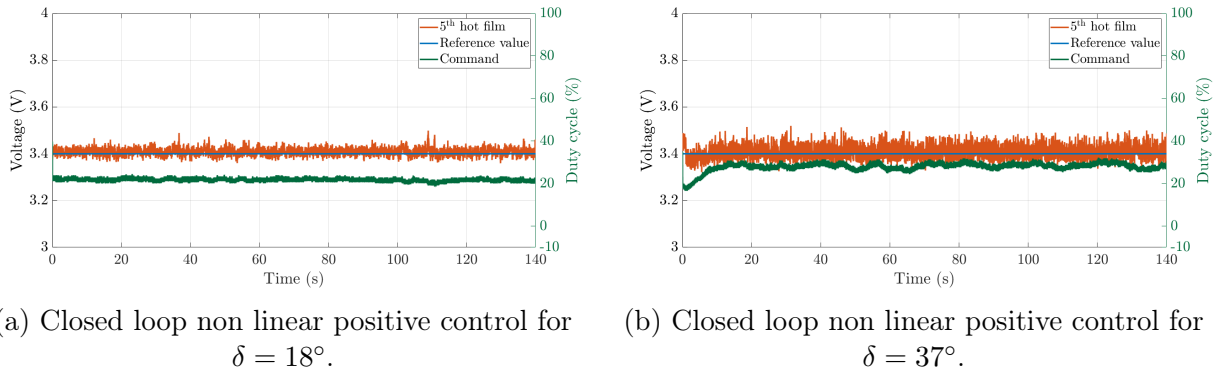 4
3.8
3.6
3.4
3.2
3
Voltage (V)
100
80
60
40
20
0
-10
Duty cycle (%)
0
20
40
60
80
100
120
140
Time (s)
5th hot film
Reference value
Command
4
3.8
3.6
3.4
3.2
3
Voltage (V)
100
80
60
40
20
0
-10
Duty cycle (%)
0
20
40
60
80
100
120
140
Time (s)
5th hot film
Reference value
Command
a) Closed loop non linear positive control for
δ = 18°.
(b) Closed loop non linear positive control for
δ = 37°.